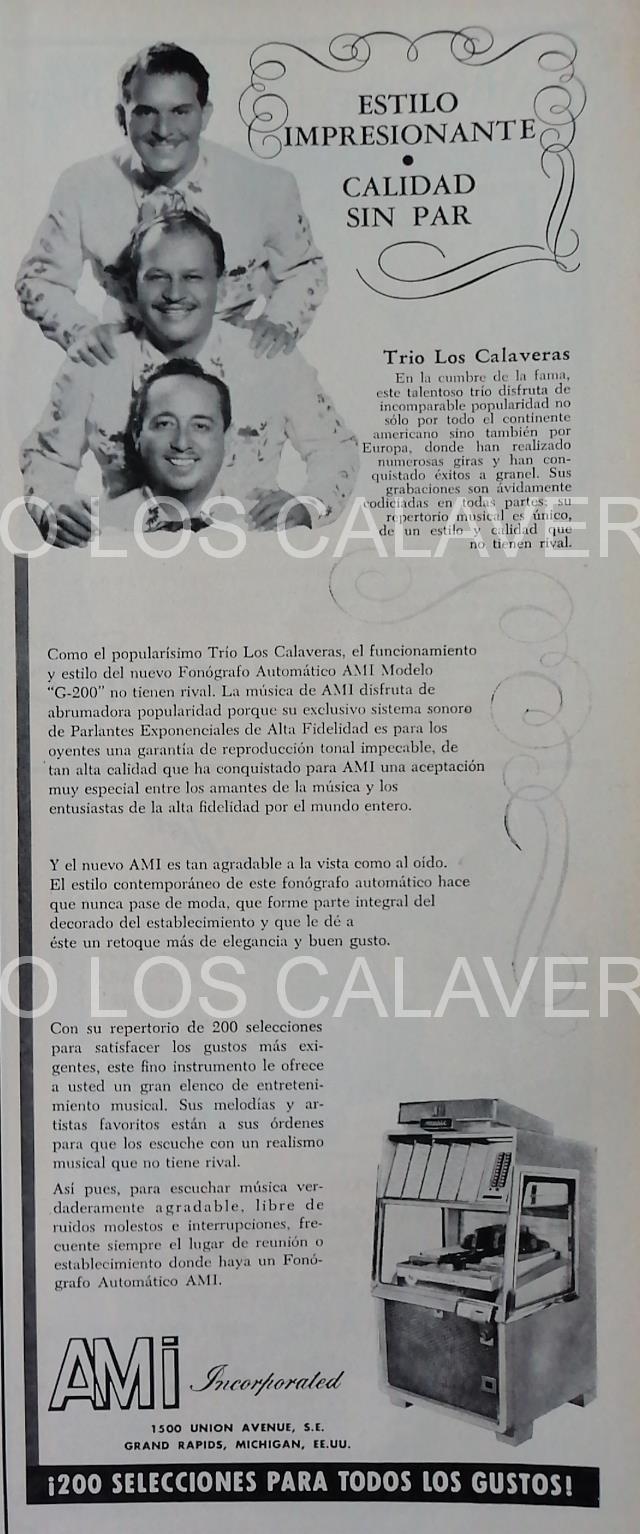 ESTILO
IMPRESIONANTE
•
CALIDAD
SIN PAR
Trio Los Calaveras
En la cumbre de la fama,
este talentoso trío disfruta de
incomparable popularidad no
sólo por todo el continente
americano sino también por
Europa, donde han realizado
numerosas giras y han con-
quistado éxitos a granel. Sus
grabaciones son ávidamente
codiciadas en todas partes; su
repertorio musical es único,
de un estilo y calidad que
no tienen rival.
O LOS CALAVER
Como el popularísimo Trío Los Calaveras, el funcionamiento
y estilo del nuevo Fonógrafo Automático AMI Modelo
"G-200" no tienen rival. La música de AMI disfruta de
abrumadora popularidad porque su exclusivo sistema sonoro
de Parlantes Exponenciales de Alta Fidelidad es para los
oyentes una garantía de reproducción tonal impecable, de
tan alta calidad que ha conquistado para AMI una aceptación
muy especial entre los amantes de la música y los
entusiastas de la alta fidelidad por el mundo entero.
Y el nuevo AMI es tan agradable a la vista como al oído.
El estilo contemporáneo de este fonógrafo automático hace
que nunca pase de moda, que forme parte integral del
decorado del establecimiento y que le dé a
éste un retoque más de elegancia y buen gusto.
O LOS CALAVER
Con su repertorio de 200 selecciones
para satisfacer los gustos más exi-
gentes, este fino instrumento le ofrece
a usted un gran elenco de entreteni-
miento musical. Sus melodías y ar-
tistas favoritos están a sus órdenes
para que los escuche con un realismo
musical que no tiene rival.
Así pues, para escuchar música ver-
daderamente agradable, libre de
ruidos molestos e interrupciones, fre-
cuente siempre el lugar de reunión o
establecimiento donde haya un Fonó-
grafo Automático AMI.
AMi Incorporated
1500 UNION AVENUE, S.E.
GRAND RAPIDS, MICHIGAN, EE.UU.
¡200 SELECCIONES PARA TODOS LOS GUSTOS!